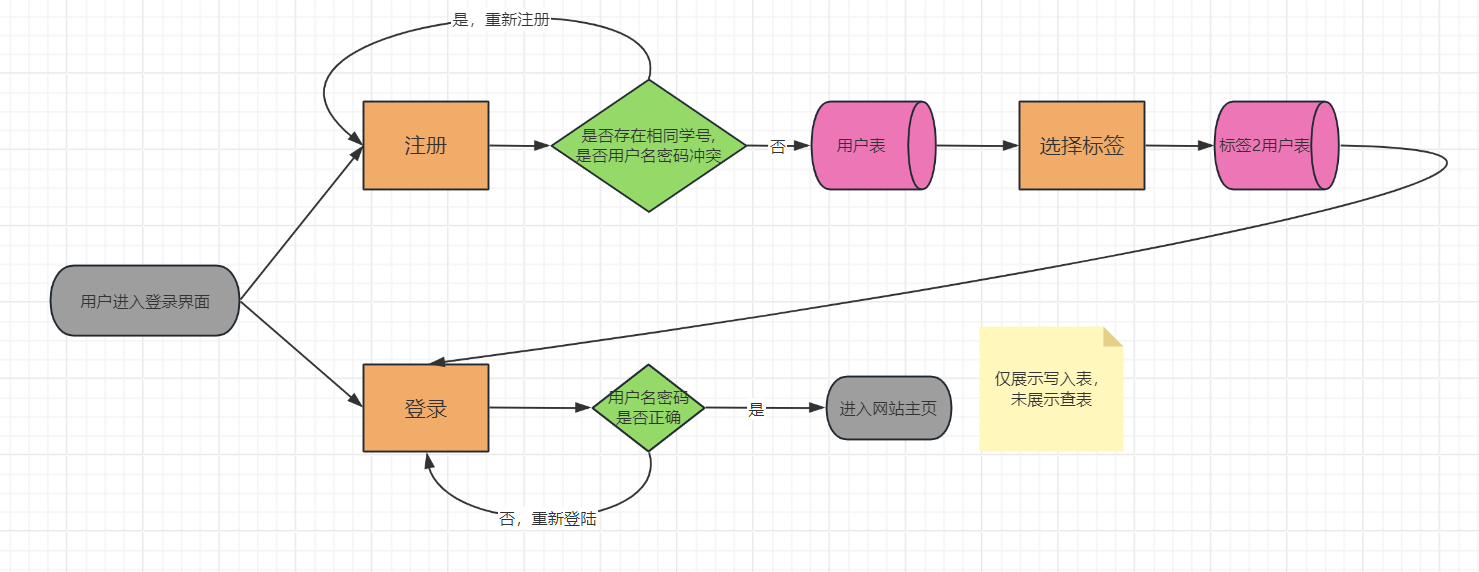 是，重新注册
注册
是否存在相同学号,
是否用户名密码冲突
否
用户表
选择标签
标签2用户表
用户进入登录界面
登录
用户名密码
是否正确
是
进入网站主页
仅展示写入表，
未展示查表
否，重新登陆